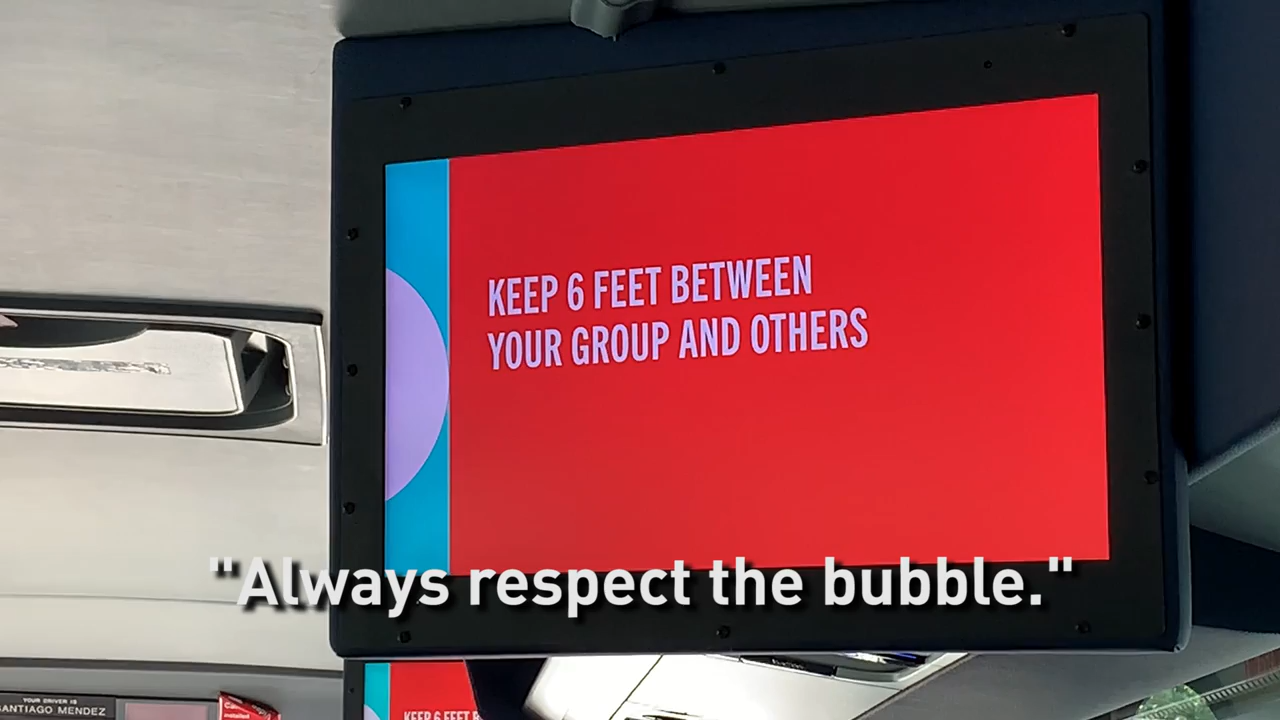 KEEP 6 FEET BETWEEN
YOUR GROUP AND OTHERS
"Always respect the bubble."
YOUR DRIVER IS
SANTIAGO MENDEZ
KEEP 6 FEET